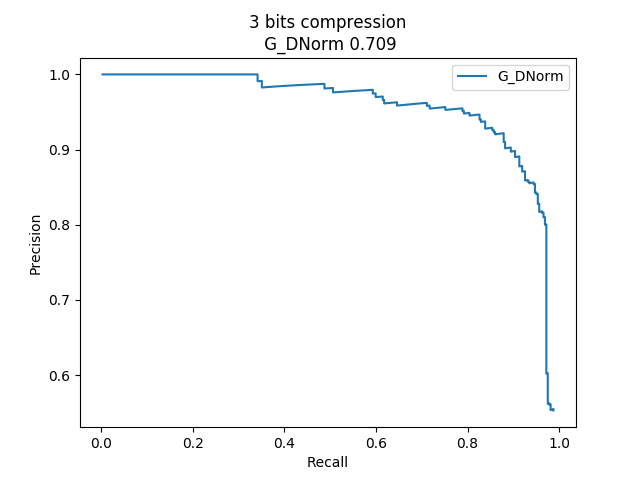 3 bits compression
G_DNorm 0.709
G_DNorm
1.0
0.9
0.8
0.7
0.6
Precision
0.0 0.2 0.4 0.6 0.8 1.0
Recall